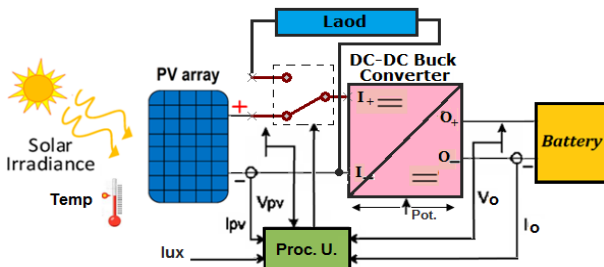 Laod
PV array
DC-DC Buck
Converter
+
I+
O+
Battery
Solar
Irradiance
O−
−
I−
−
Temp
Vpv
Pot.
Vo
Ipv
Io
lux
Proc. U.